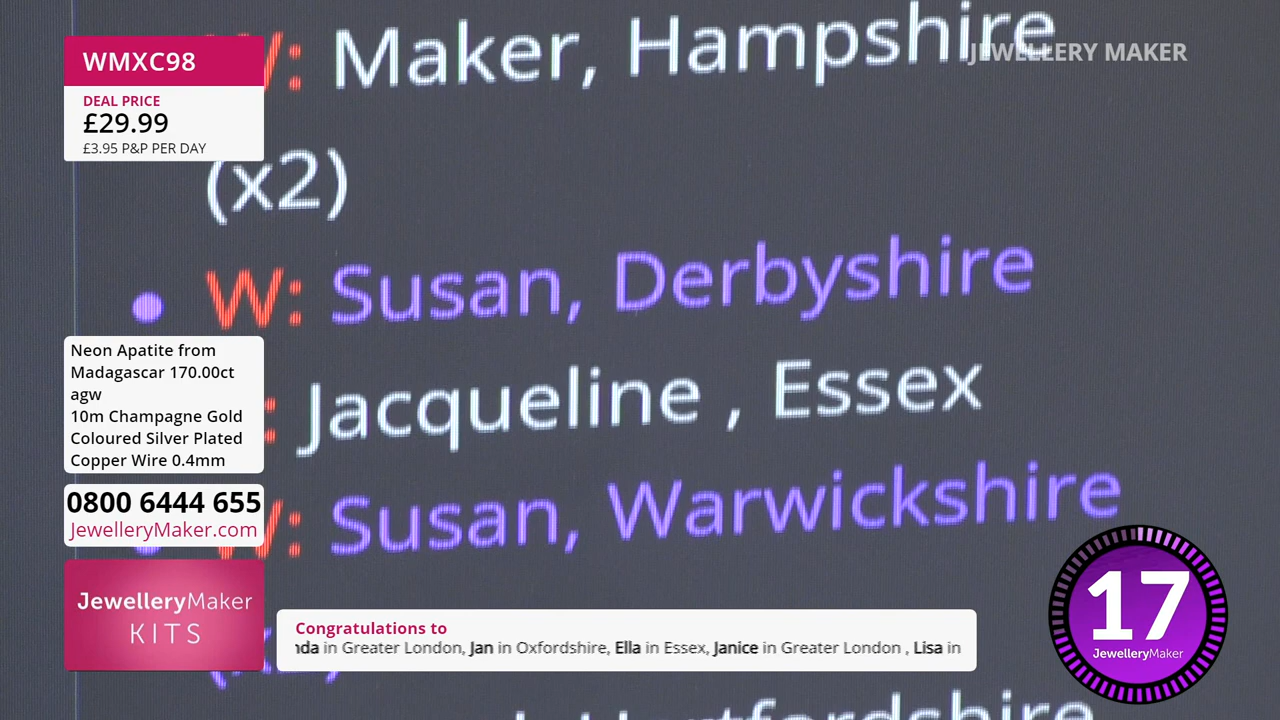 WMXC98
DEAL PRICE
£29.99
£3.95 P&P PER DAY
JEWELLERY MAKER
W: Maker, Hampshire
(x2)
W: Susan, Derbyshire
: Jacqueline , Essex
W: Susan, Warwickshire
Neon Apatite from
Madagascar 170.00ct
agw
10m Champagne Gold
Coloured Silver Plated
Copper Wire 0.4mm
0800 6444 655
JewelleryMaker.com
JewelleryMaker
KITS
Congratulations to
in Greater London, Jan in Oxfordshire, Ella in Essex, Janice in Greater London , Lisa in
17
JewelleryMaker